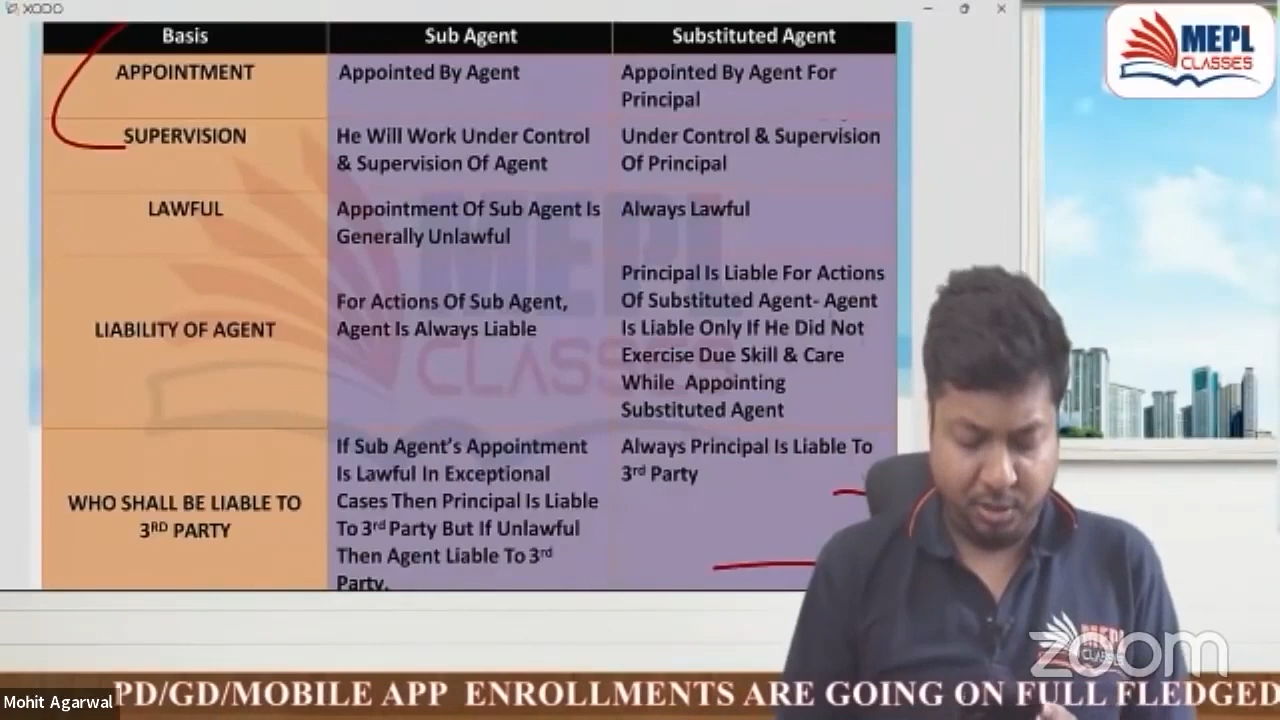 XODO
MEPL
CLASSES
Basis
Sub Agent
Substituted Agent
APPOINTMENT
Appointed By Agent
Appointed By Agent For
Principal
SUPERVISION
He Will Work Under Control
& Supervision Of Agent
Under Control & Supervision
Of Principal
LAWFUL
Appointment Of Sub Agent Is
Generally Unlawful
Always Lawful
LIABILITY OF AGENT
For Actions Of Sub Agent,
Agent Is Always Liable
Principal Is Liable For Actions
Of Substituted Agent- Agent
Is Liable Only If He Did Not
Exercise Due Skill & Care
While Appointing
Substituted Agent
WHO SHALL BE LIABLE TO
3RD PARTY
If Sub Agent’s Appointment
Is Lawful In Exceptional
Cases Then Principal Is Liable
To 3rd Party But If Unlawful
Then Agent Liable To 3rd
Party.
Always Principal Is Liable To
3rd Party
MEPL
CLASSES
MEPL
CLASSES
zoom
Mohit Agarwal
PD/GD/MOBILE APP ENROLLMENTS ARE GOING ON FULL FLEDGED